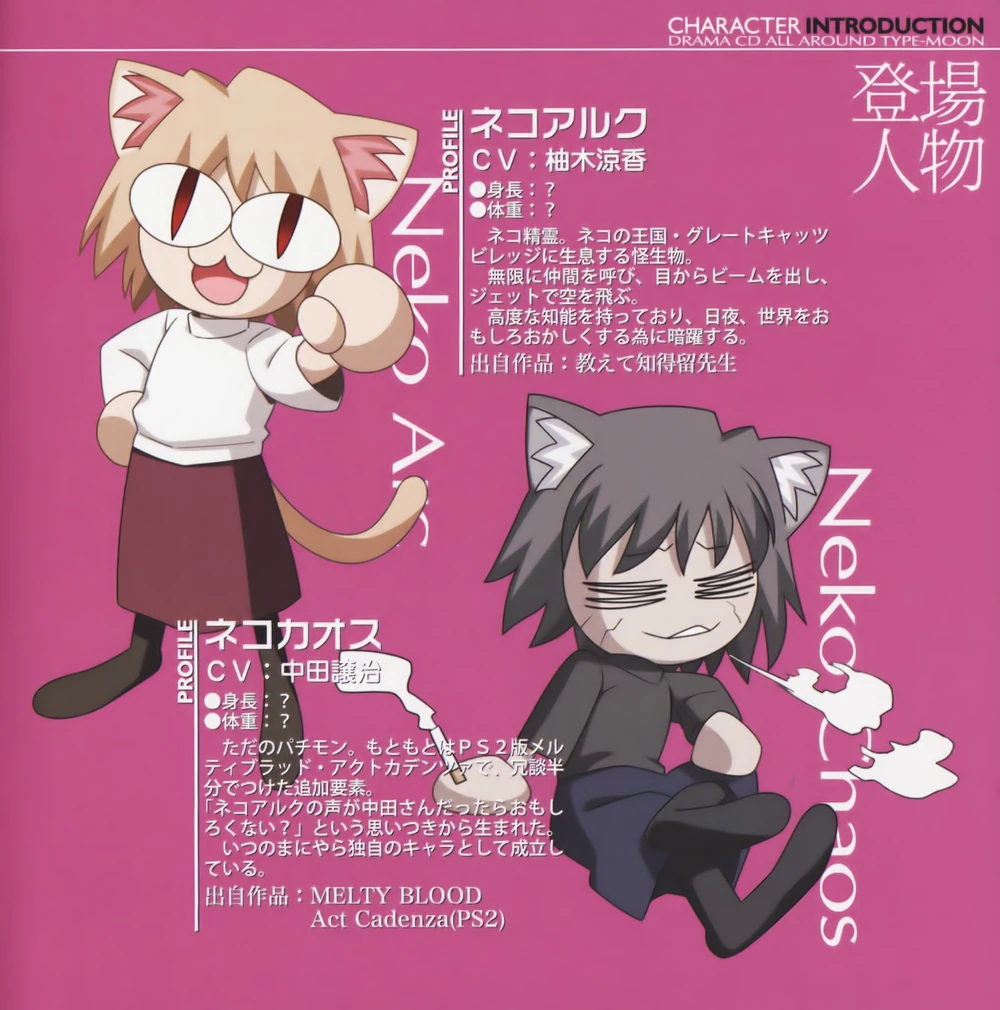 CHARACTER INTRODUCTION
DRAMA CD ALL AROUND TYPE-MOON
登場
人物
PROFILE
ネコアルク
CV：柚木涼香
●身長：？
●体重：？
ネコ精霊。ネコの王国・グレートキャッツ
ビレッジに生息する怪生物。
無限に仲間を呼び、目からビームを出し、
ジェットで空を飛ぶ。
高度な知能を持っており、日夜、世界をお
もしろおかしくする為に暗躍する。
出自作品：教えて知得留先生
Neko Arc
PROFILE
ネコカオス
CV：中田譲治
●身長：？
●体重：？
ただのパチモン。もともとはPS2版メル
ティブラッド・アクトカデンツァで、冗談半
分でつけた追加要素。
「ネコアルクの声が中田さんだったらおもし
ろくない？」という思いつきから生まれた。
いつのまにやら独自のキャラとして成立し
ている。
出自作品：MELTY BLOOD
Act Cadenza(PS2)
Neko Chaos